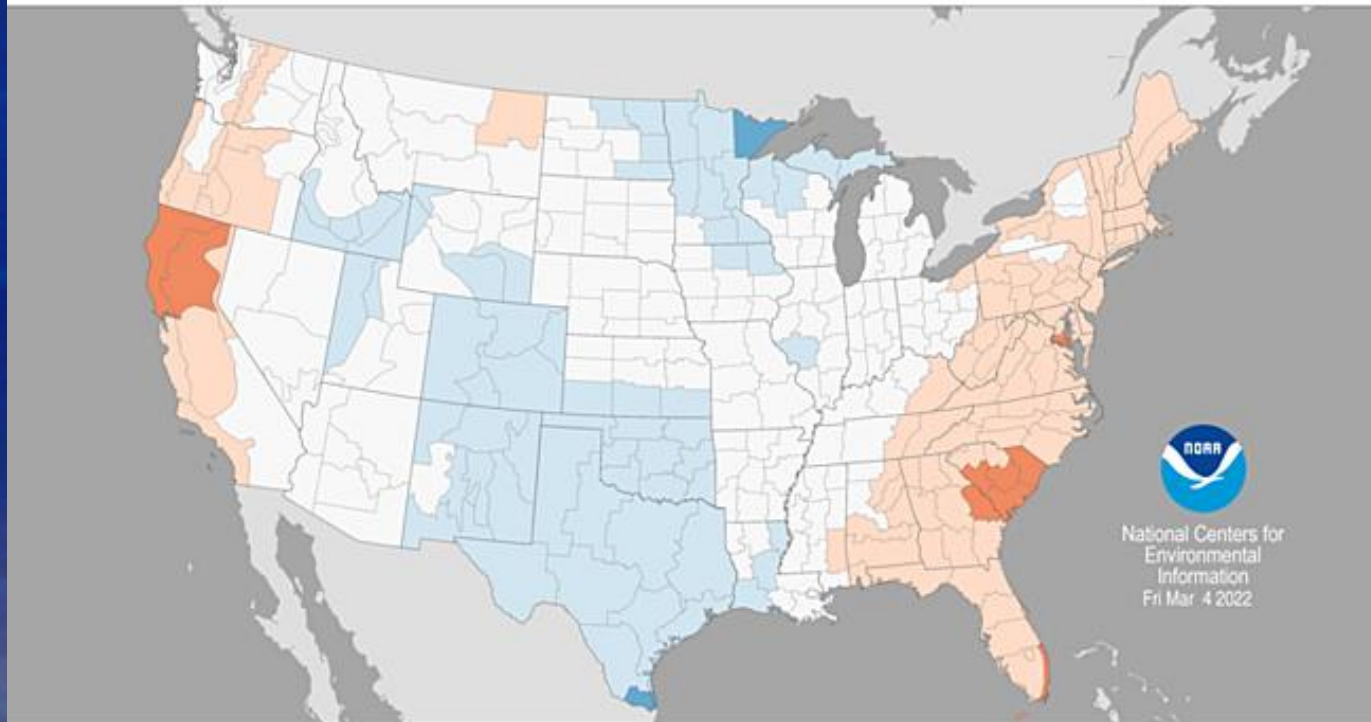 NOAA
National Centers for
Environmental
Information
Fri Mar 4 2022